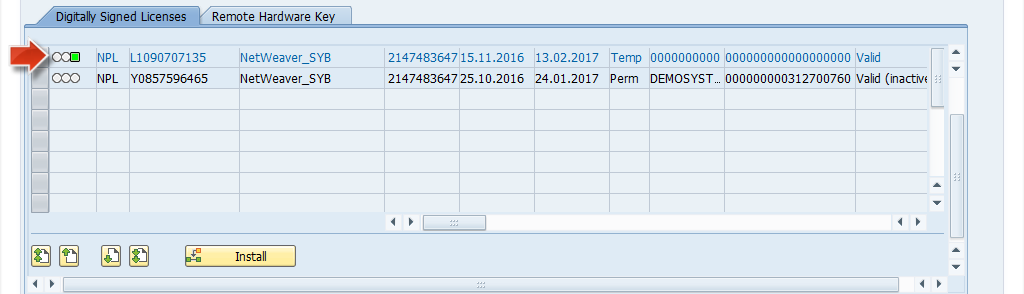 Digitally Signed Licenses Remote Hardware Key
NPL L1090707135 NetWeaver_SYB 2147483647 15.11.2016 13.02.2017 Temp 0000000000 000000000000000000 Valid
NPL Y0857596465 NetWeaver_SYB 2147483647 25.10.2016 24.01.2017 Perm DEMOSYST... 000000000312700760 Valid (inactive
Install